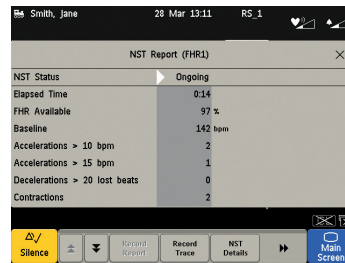 Smith, Jane 28 Mar 13:11 RS_1
NST Report (FHR1)
NST Status Ongoing
Elapsed Time 0:14
FHR Available 97 %
Baseline 142 bpm
Accelerations > 10 bpm 2
Accelerations > 15 bpm 1
Decelerations > 20 lost beats 0
Contractions 2
Silence
Record Report
Record Trace
NST Details
Main Screen